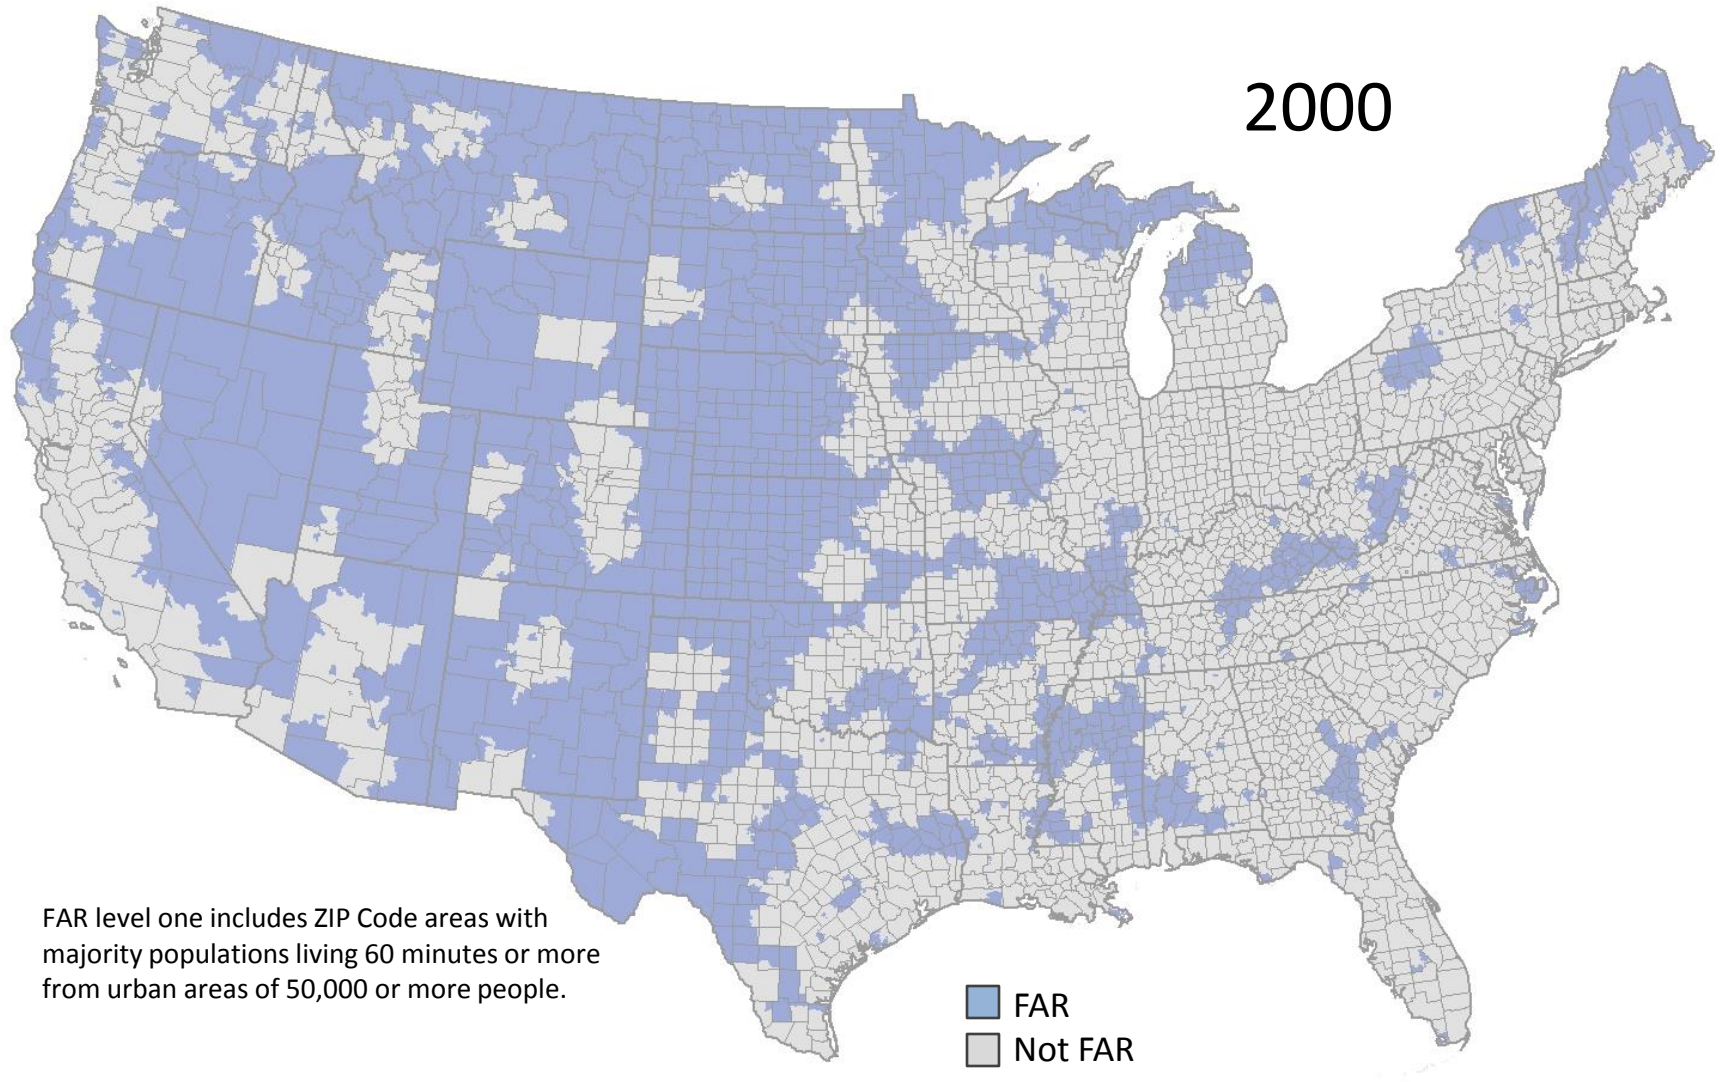 2000
FAR level one includes ZIP Code areas with
majority populations living 60 minutes or more
from urban areas of 50,000 or more people.
FAR
Not FAR